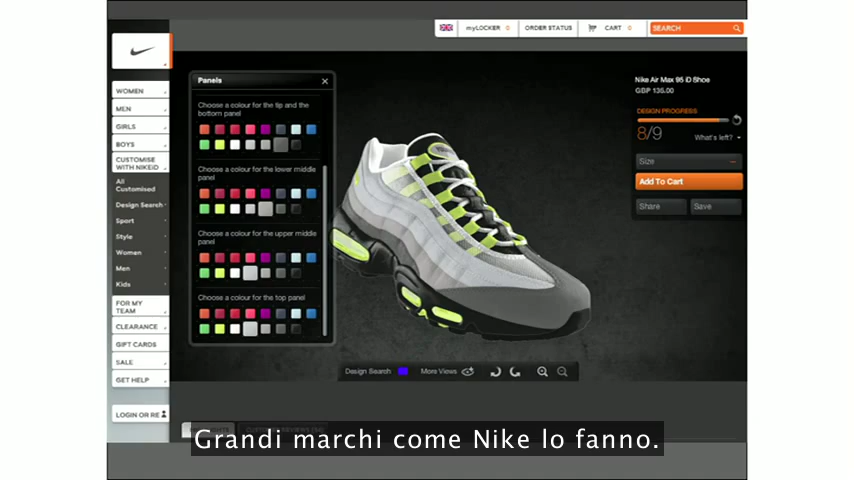 myLOCKER
ORDER STATUS
CART
SEARCH
WOMEN
MEN
GIRLS
BOYS
CUSTOMISE
WITH NIKEiD
All
Customised
Design Search
Sport
Style
Women
Men
Kids
FOR MY
TEAM
CLEARANCE
GIFT CARDS
SALE
GET HELP
LOGIN OR RE
Panels
Choose a colour for the tip and the
bottom panel
Choose a colour for the lower middle
panel
Choose a colour for the upper middle
panel
Choose a colour for the top panel
Nike Air Max 95 iD Shoe
GBP 135.00
DESIGN PROGRESS
8/9
What's left?
Size
Add To Cart
Share
Save
Design Search
More Views
Grandi marchi come Nike lo fanno.